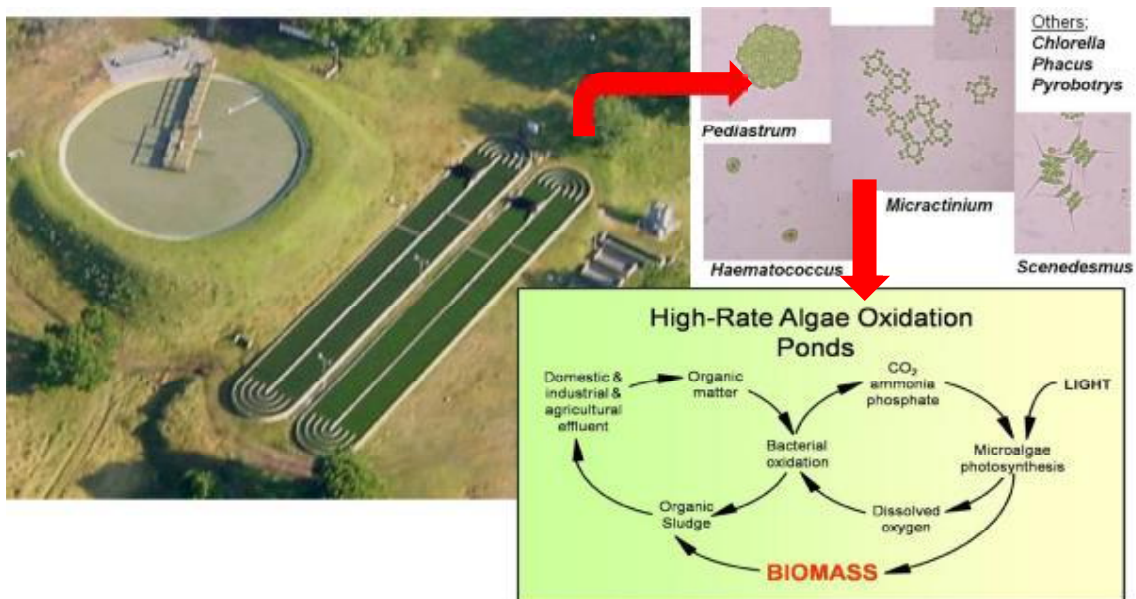 Others;
Chlorella
Phacus
Pyrobotrys
Pediastrum
Micractinium
Haematococcus
Scenedesmus
High-Rate Algae Oxidation
Ponds
Domestic &
industrial &
agricultural
effluent
Organic
matter
CO₂
ammonia
phosphate
LIGHT
Bacterial
oxidation
Microalgae
photosynthesis
Organic
Sludge
Dissolved
oxygen
BIOMASS